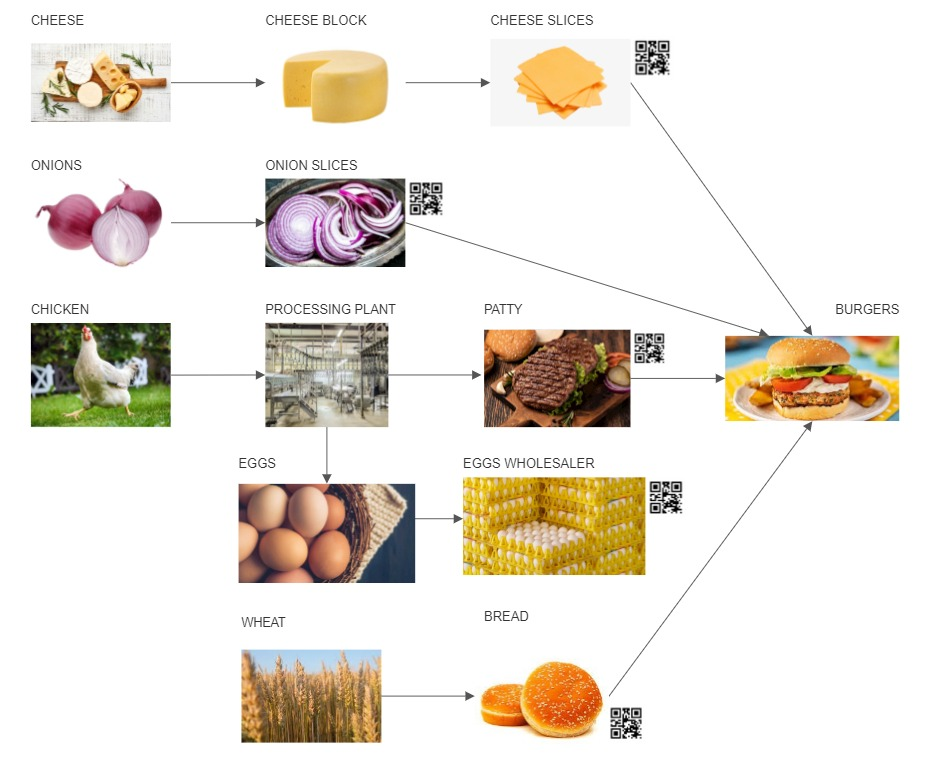 CHEESE
CHEESE BLOCK
CHEESE SLICES
ONIONS
ONION SLICES
CHICKEN
PROCESSING PLANT
PATTY
BURGERS
EGGS
EGGS WHOLESALER
WHEAT
BREAD